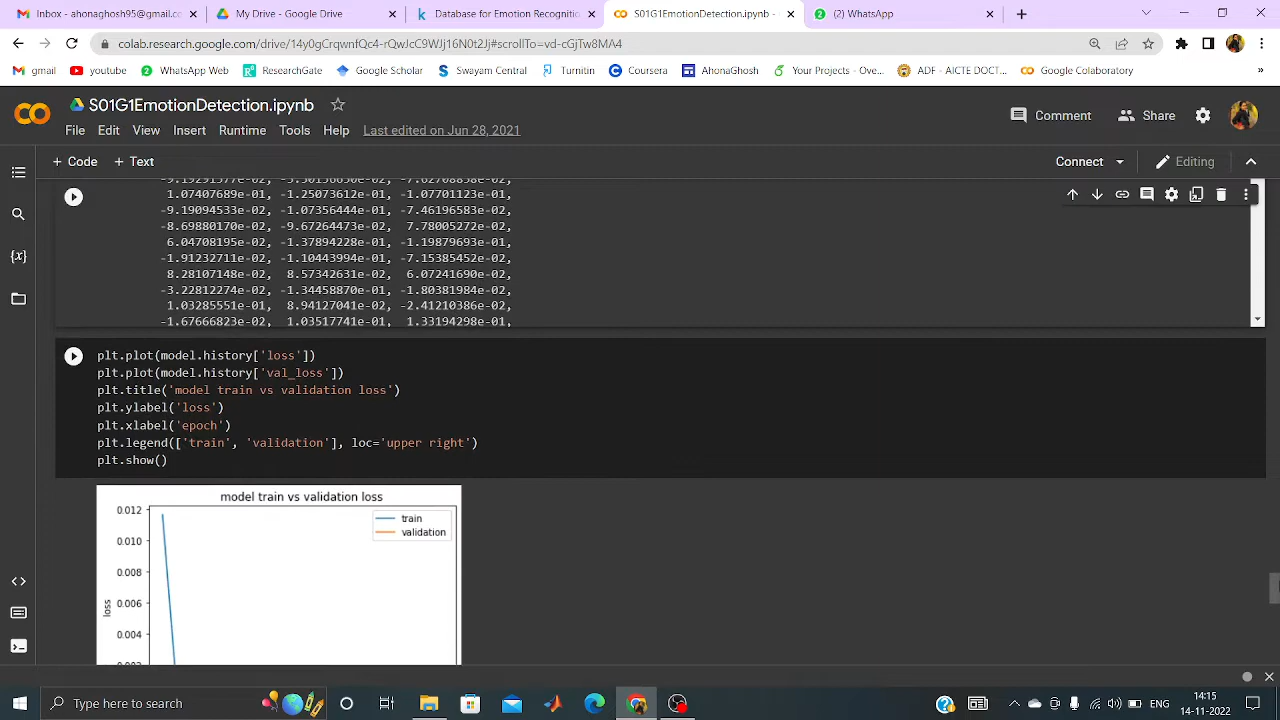 Inbox - ahonaghosh95@gmail.c
My Drive - Google Drive
Database for Emotion Recogniti
S01G1EmotionDetection.ipynb -
(2) WhatsApp
colab.research.google.com/drive/
gmail
youtube
WhatsApp Web
ResearchGate
Google Scholar
Swayam Central
Turnitin
Coursera
AhonaGhosh
Your Projects - Ove...
ADF - AICTE DOCT...
Google Colaboratory
S01G1EmotionDetection.ipynb
Comment
Share
File
Edit
View
Insert
Runtime
Tools
Help
Last edited on Jun 28, 2021
+ Code
+ Text
Connect
Editing
1.07407689e-01, -1.25073612e-01, -1.07701123e-01,
-9.19094533e-02, -1.07356444e-01, -7.46196583e-02,
-8.69880170e-02, -9.67264473e-02, 7.78005272e-02,
6.04708195e-02, -1.37894228e-01, -1.19879693e-01,
-1.91232711e-01, -1.10443994e-01, -7.15385452e-02,
8.28107148e-02, 8.57342631e-02, 6.07241690e-02,
-3.22812274e-02, -1.34458870e-01, -1.80381984e-02,
1.03285551e-01, 8.94127041e-02, -2.41210386e-02,
-1.67666823e-02, 1.03517741e-01, 1.33194298e-01,
plt.plot(model.history['loss'])
plt.plot(model.history['val_loss'])
plt.title('model train vs validation loss')
plt.ylabel('loss')
plt.xlabel('epoch')
plt.legend(['train', 'validation'], loc='upper right')
plt.show()
model train vs validation loss
0.012
train
validation
0.010
0.008
0.006
loss
0.004
Type here to search
ENG
14:15
14-11-2022